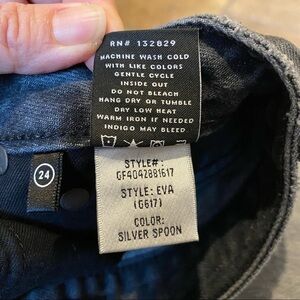 RN# 132829
MACHINE WASH COLD
WITH LIKE COLORS
GENTLE CYCLE
INSIDE OUT
DO NOT BLEACH
HANG DRY OR TUMBLE
DRY LOW HEAT
WARM IRON IF NEEDED
INDIGO MAY BLEED
24
STYLE#:
GF4042881617
STYLE: EVA
(G617)
COLOR:
SILVER SPOON